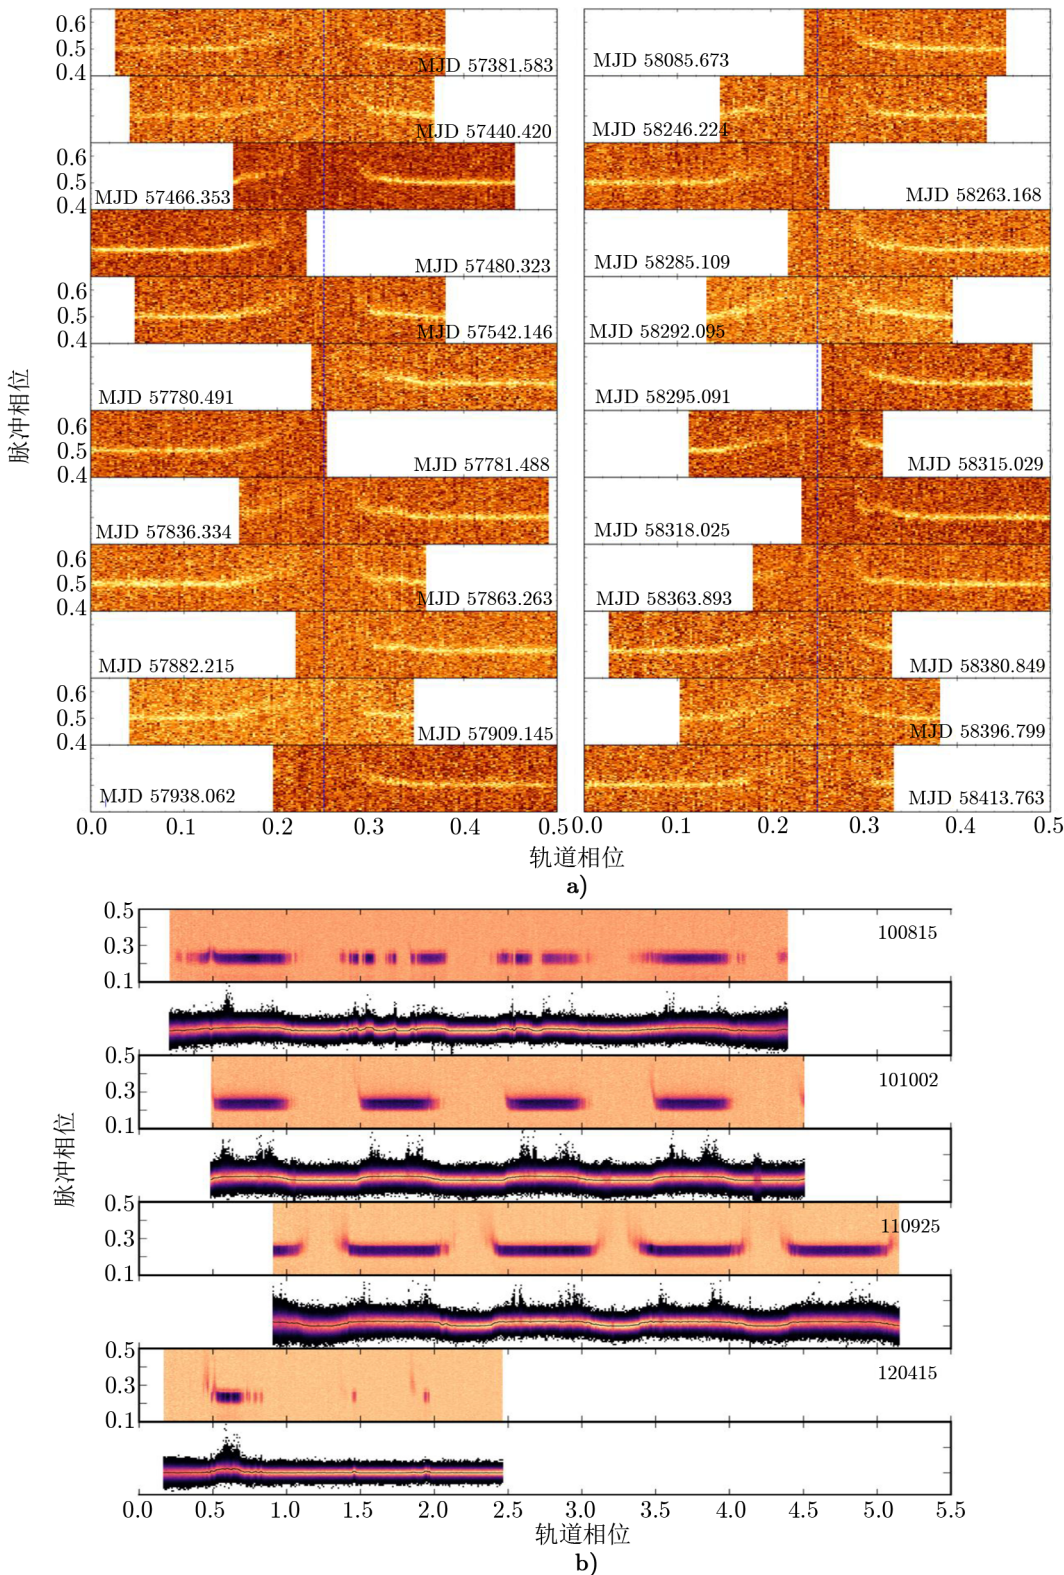 0.6
0.5
0.4
MJD 57381.583
MJD 57440.420
0.6
0.5
0.4
MJD 57466.353
MJD 57480.323
0.6
0.5
0.4
MJD 57542.146
MJD 57780.491
0.6
0.5
0.4
MJD 57781.488
MJD 57836.334
0.6
0.5
0.4
MJD 57863.263
MJD 57882.215
0.6
0.5
0.4
MJD 57909.145
MJD 57938.062
0.0 0.1 0.2 0.3 0.4 0.5
脉冲相位
MJD 58085.673
MJD 58246.224
MJD 58263.168
MJD 58285.109
MJD 58292.095
MJD 58295.091
MJD 58315.029
MJD 58318.025
MJD 58363.893
MJD 58380.849
MJD 58396.799
MJD 58413.763
0.0 0.1 0.2 0.3 0.4 0.5
轨道相位
a)
0.5
0.3
0.1
100815
0.5
0.3
0.1
101002
脉冲相位
0.5
0.3
0.1
110925
0.5
0.3
0.1
120415
0.0 0.5 1.0 1.5 2.0 2.5 3.0 3.5 4.0 4.5 5.0 5.5
轨道相位
b)